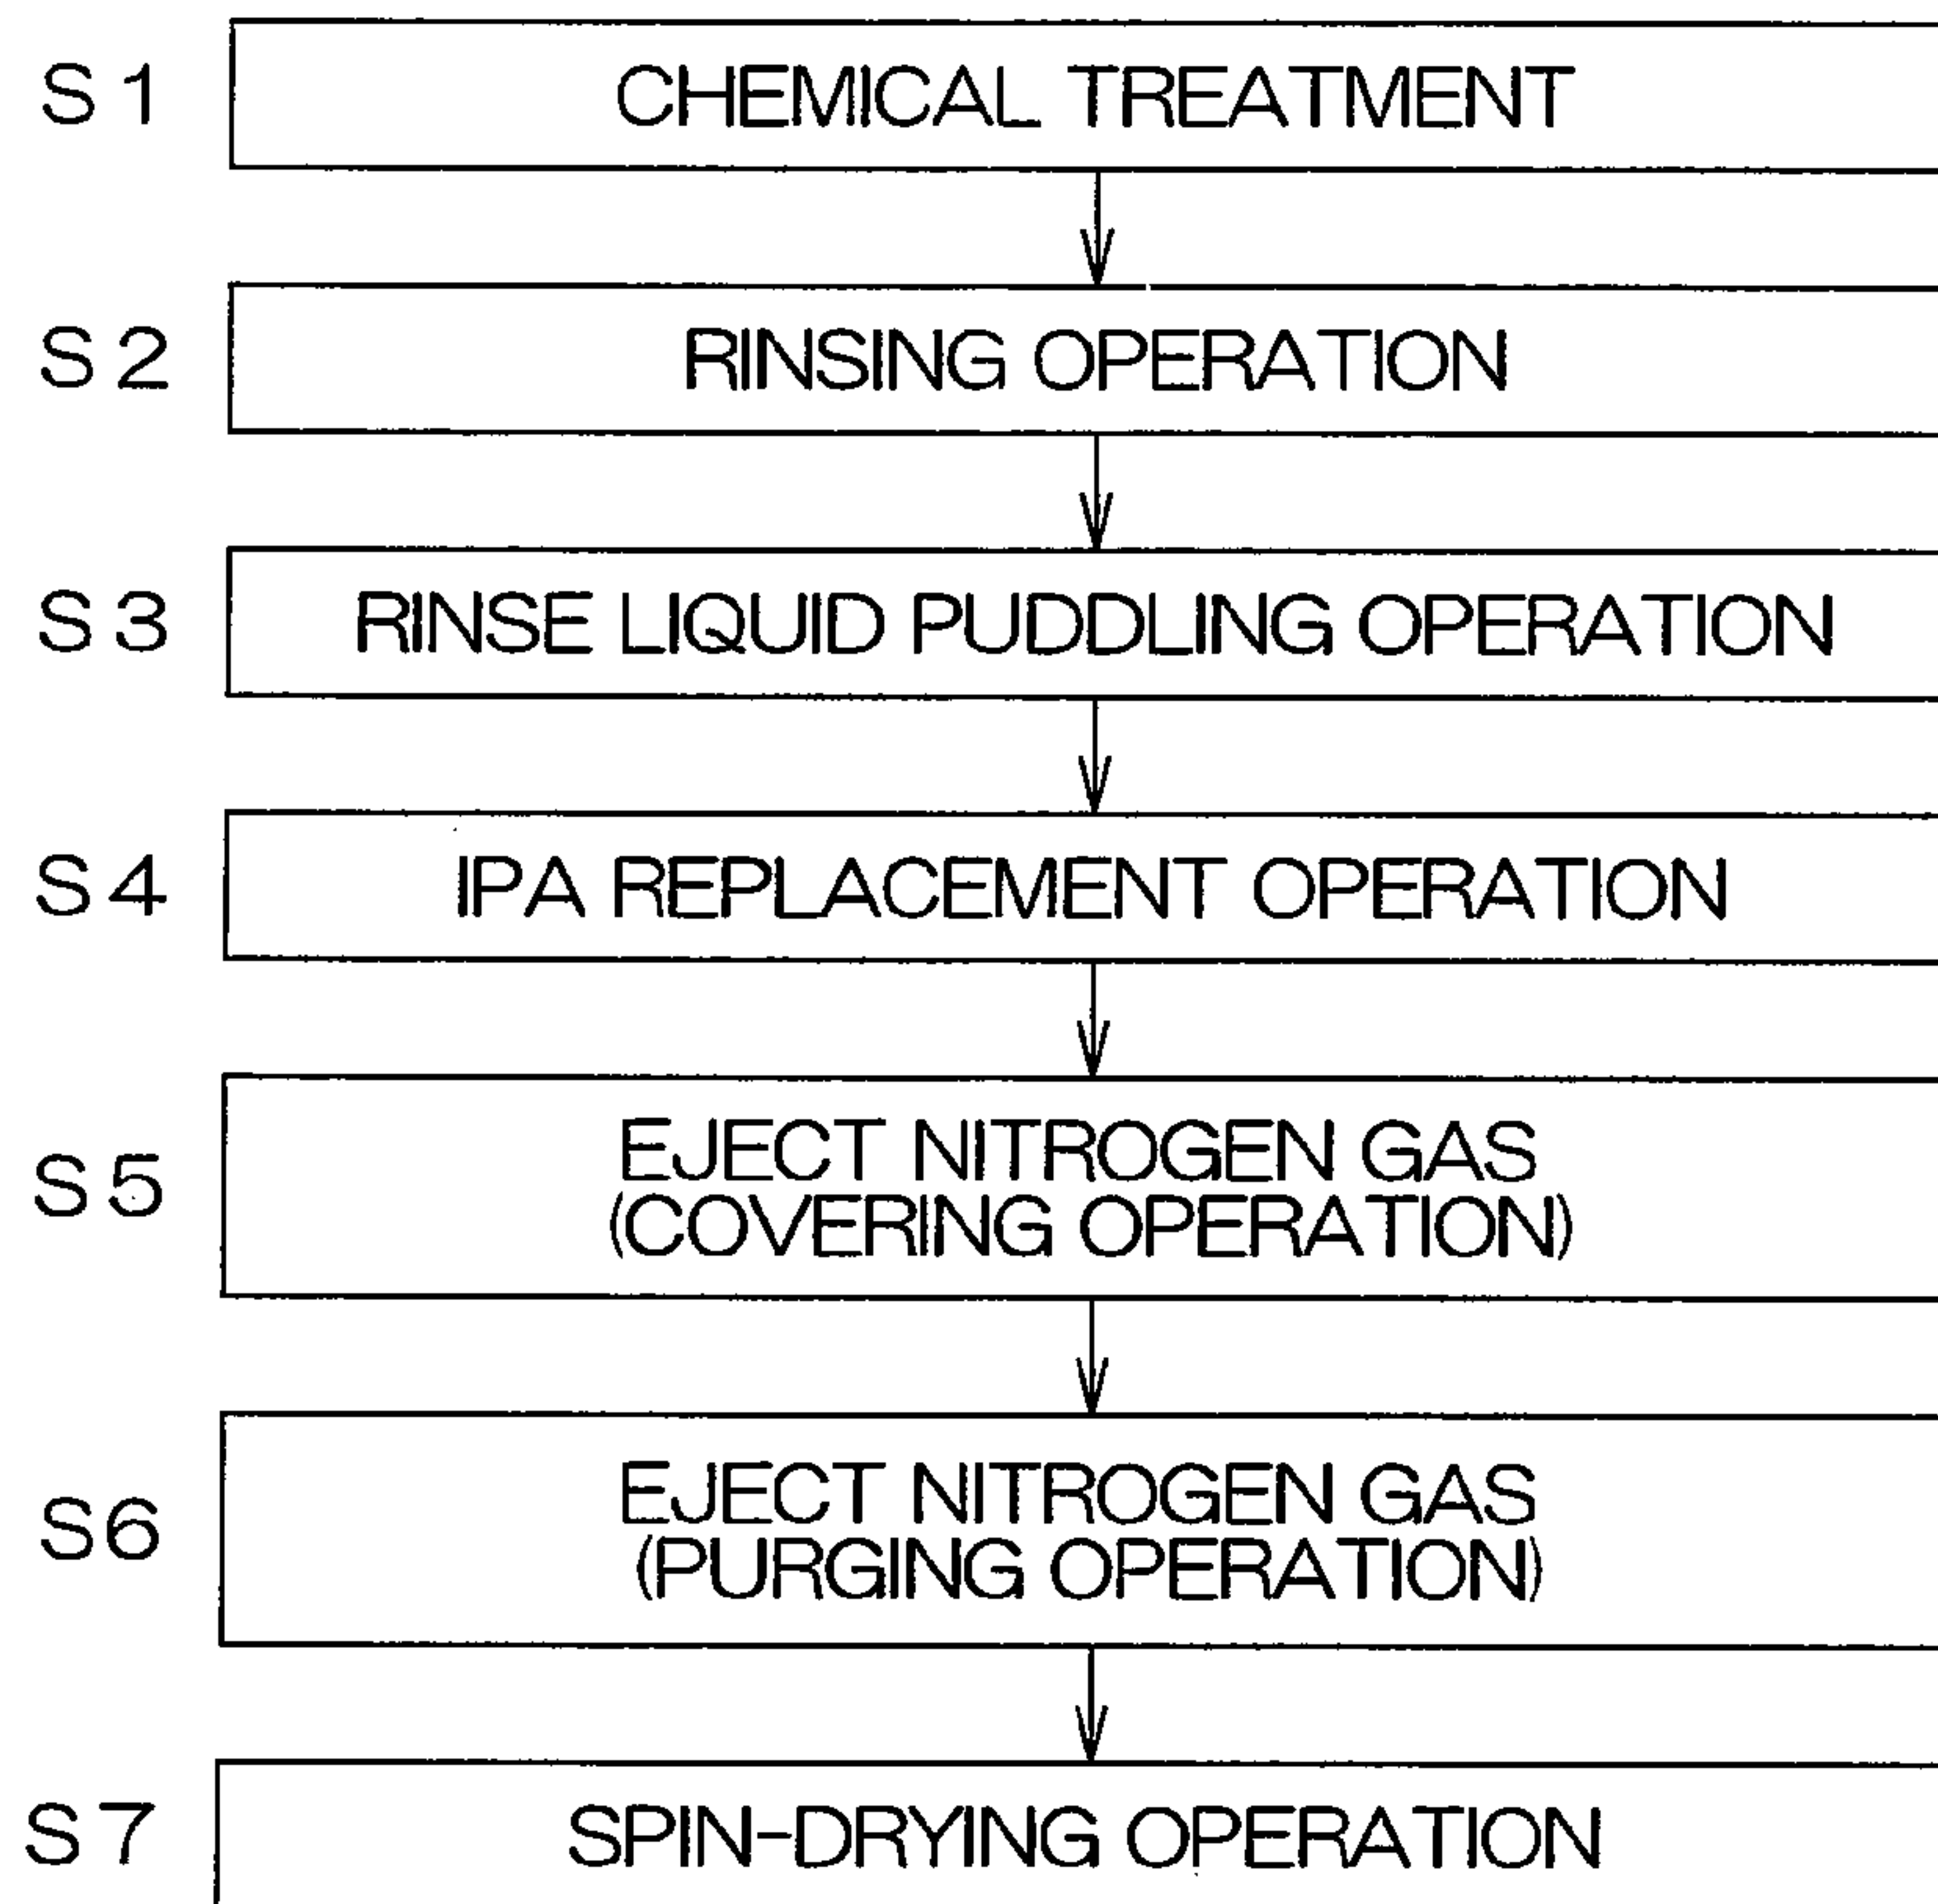 S1 CHEMICAL TREATMENT
S2 RINSING OPERATION
S3 RINSE LIQUID PUDDLING OPERATION
S4 IPA REPLACEMENT OPERATION
S5 EJECT NITROGEN GAS
(COVERING OPERATION)
S6 EJECT NITROGEN GAS
(PURGING OPERATION)
S7 SPIN-DRYING OPERATION